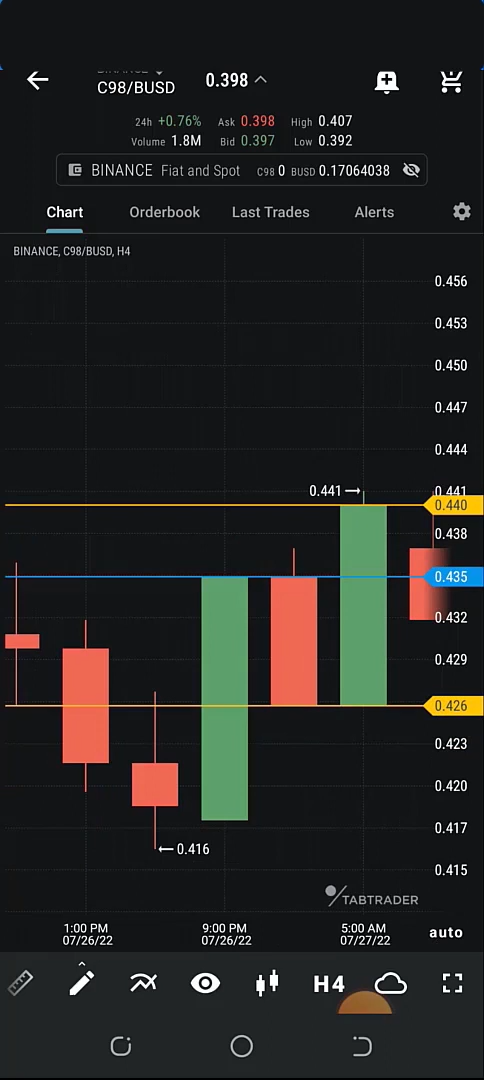 C98/BUSD 0.398
24h +0.76% Ask 0.398 High 0.407
Volume 1.8M Bid 0.397 Low 0.392
BINANCE Fiat and Spot C98 0 BUSD 0.17064038
Chart Orderbook Last Trades Alerts
BINANCE, C98/BUSD, H4
0.456
0.453
0.450
0.447
0.444
0.441
0.441
0.440
0.438
0.435
0.432
0.429
0.426
0.423
0.420
0.417
0.416
0.415
TABTRADER
1:00 PM 9:00 PM 5:00 AM auto
07/26/22 07/26/22 07/27/22
H4